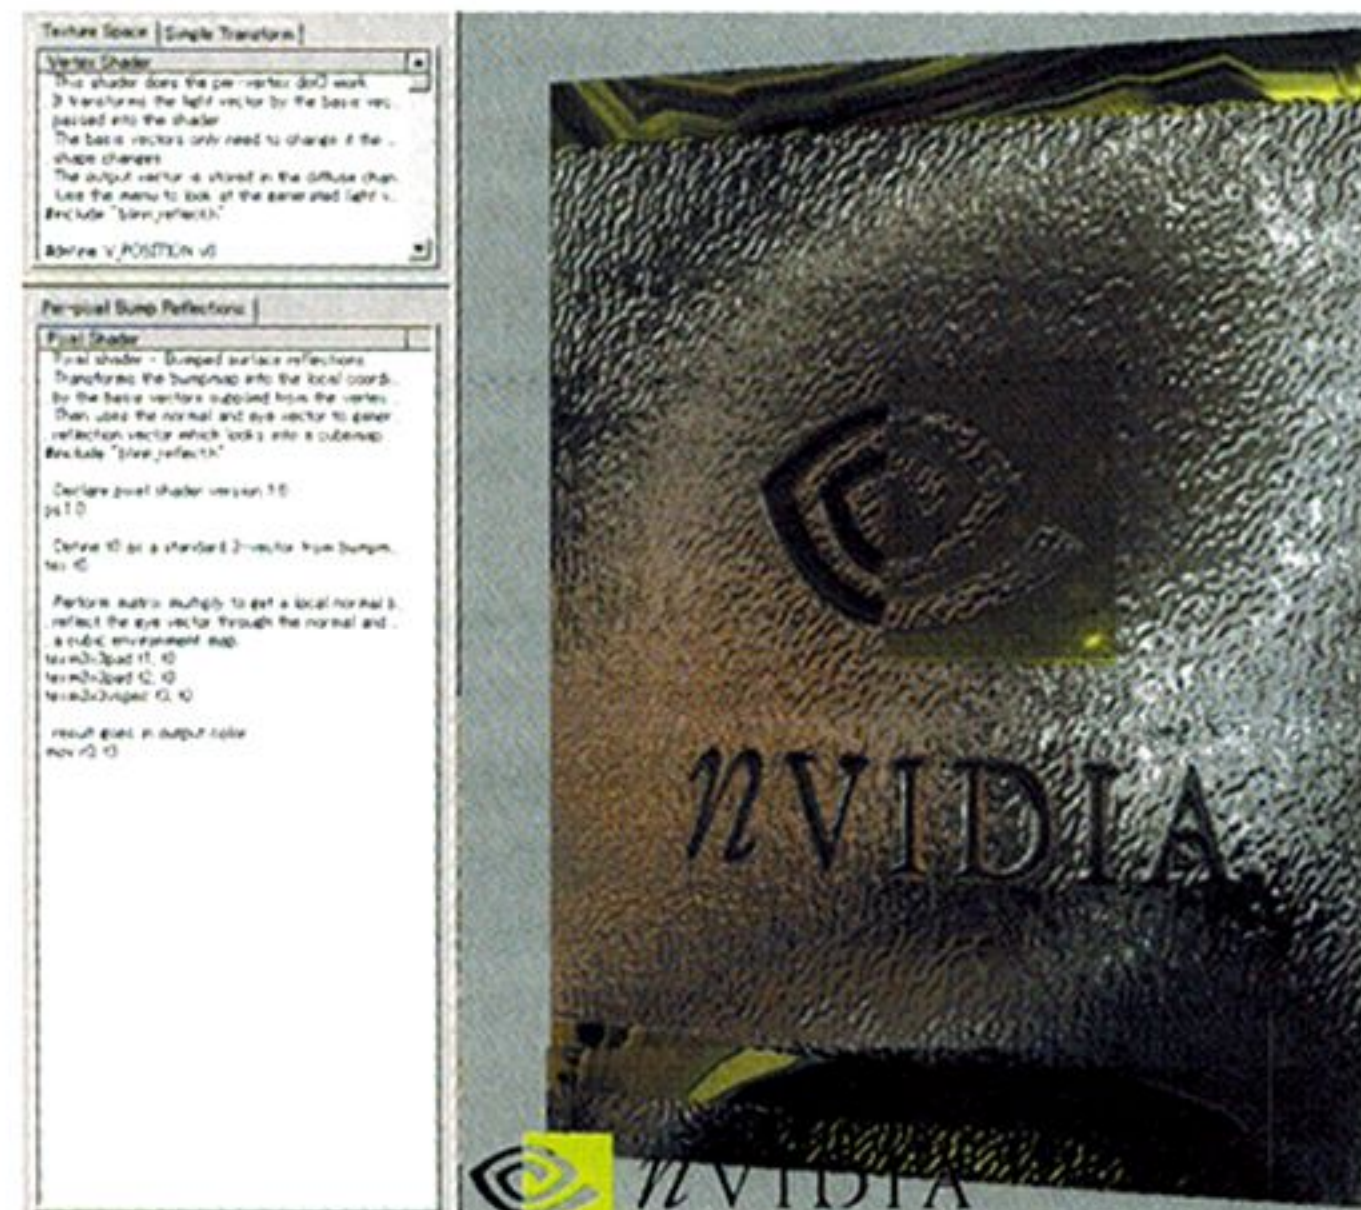 Texture Space Simple Transform
Vertex Shader
This shader does the per-vertex dot3 work
It transforms the light vector by the basis vec..
passed into the shader
The basis vectors only need to change if the ..
shape changes
The output vector is stored in the diffuse chan..
Use the menu to look at the generated light v..
#include "blinn_reflect.h"
#define V_POSITION v0
Per-pixel Bump Reflections
Pixel Shader
Pixel shader - Bumped surface reflections
Transforms the bumpmap into the local coordi..
by the basis vectors supplied from the vertex ..
Then uses the normal and eye vector to gener..
reflection vector which looks into a cubemap
#include "blinn_reflect.h"
Declare pixel shader version 1.0
ps.1.0
Define t0 as a standard 3-vector from bumpm..
tex t0
Perform matrix multiply to get a local normal b..
reflect the eye vector through the normal and ..
a cubic environment map.
texm3x3pad t1, t0
texm3x3pad t2, t0
texm3x3vspec t3, t0
result goes in output color
mov r0, t3
nVIDIA.
nVIDIA